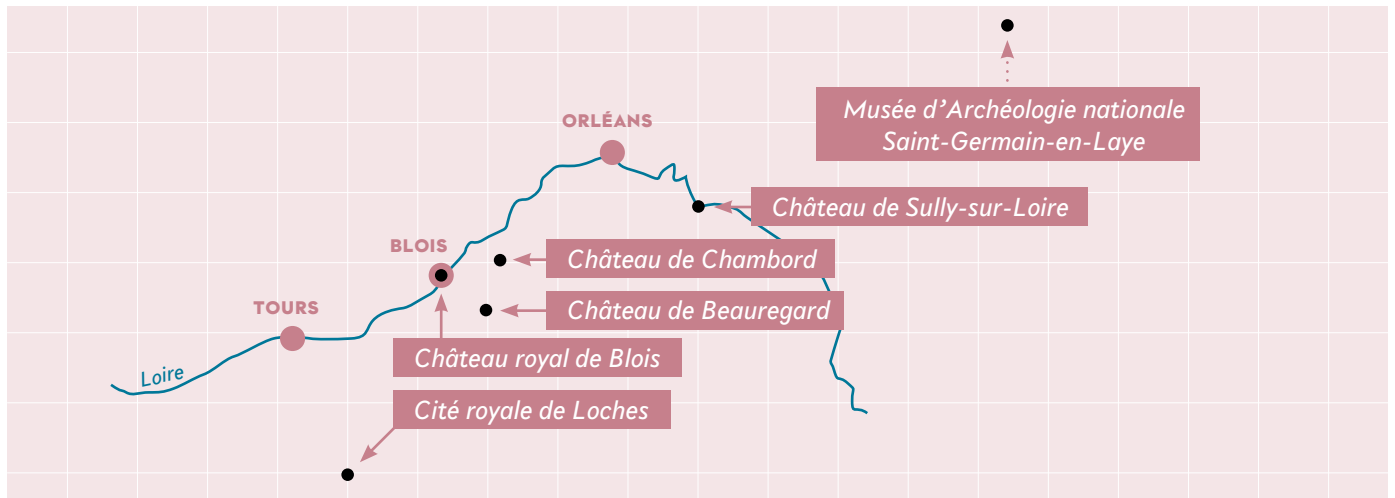 Musée d’Archéologie nationale
Saint-Germain-en-Laye
ORLÉANS
Château de Sully-sur-Loire
BLOIS
Château de Chambord
TOURS
Château de Beauregard
Château royal de Blois
Loire
Cité royale de Loches